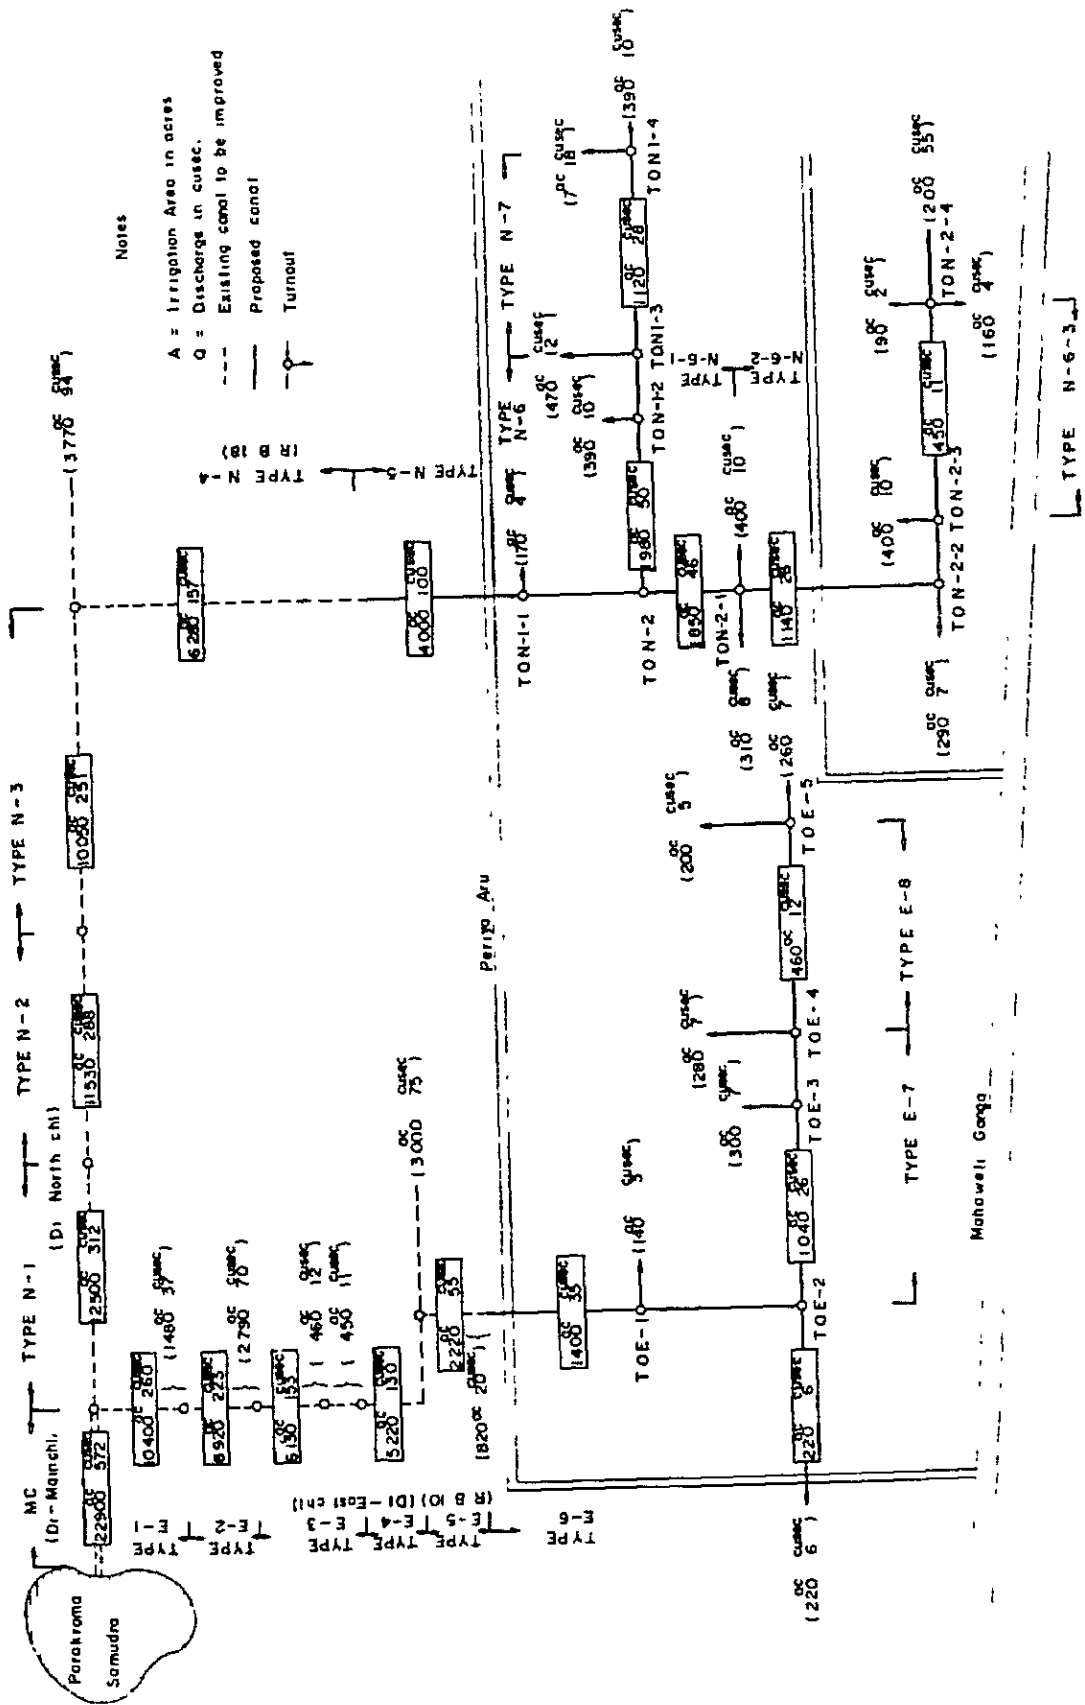 Parakrama
Samudra
MC
(D1-Mainchl)
TYPE N-1
(D1 North chl)
TYPE N-2
TYPE N-3
ac cusec
22900 572
ac cusec
12500 312
ac cusec
11530 288
ac cusec
10050 251
ac cusec
(3770 94)
Notes
A = Irrigation Area in acres
Q = Discharge in cusec.
Existing canal to be improved
Proposed canal
Turnout
TYPE N-4
(R B 1B)
TYPE N-5
ac cusec
6280 157
ac cusec
4000 100
TYPE E-1
TYPE E-2
TYPE E-3
TYPE E-4
TYPE E-5
(R B 10) (D1-East chl)
TYPE E-6
ac cusec
10400 260
ac cusec
(1480 37)
ac cusec
8920 223
ac cusec
(2790 70)
ac cusec
6130 153
ac cusec
(460 12)
ac cusec
(450 11)
ac cusec
5220 130
ac cusec
(3000 75)
ac cusec
2220 55
ac cusec
(820 20)
Periya Aru
ac cusec
1400 35
TOE-1
ac cusec
(140 3)
TOE-2
ac cusec
220 6
ac cusec
(220 6)
ac cusec
1040 26
TOE-3
ac cusec
(300 7)
TOE-4
ac cusec
(280 7)
ac cusec
460 12
TOE-5
ac cusec
(200 5)
ac cusec
(260 7)
TYPE E-7
TYPE E-8
Mahaweli Ganga
TON-1-1
ac cusec
(170 4)
TYPE N-6
TYPE N-7
TON-2
ac cusec
1980 50
TON-1-2
ac cusec
(390 10)
TON1-3
ac cusec
(470 12)
ac cusec
1120 28
TON1-4
ac cusec
(7 18)
ac cusec
(390 10)
ac cusec
1850 46
TYPE N-6-1
TYPE N-6-2
TON-2-1
ac cusec
(400 10)
ac cusec
(310 8)
ac cusec
1140 28
TON-2-2
ac cusec
(290 7)
TON-2-3
ac cusec
(400 10)
ac cusec
450 11
TON-2-4
ac cusec
(90 2)
ac cusec
(200 55)
ac cusec
(160 4)
TYPE N-6-3